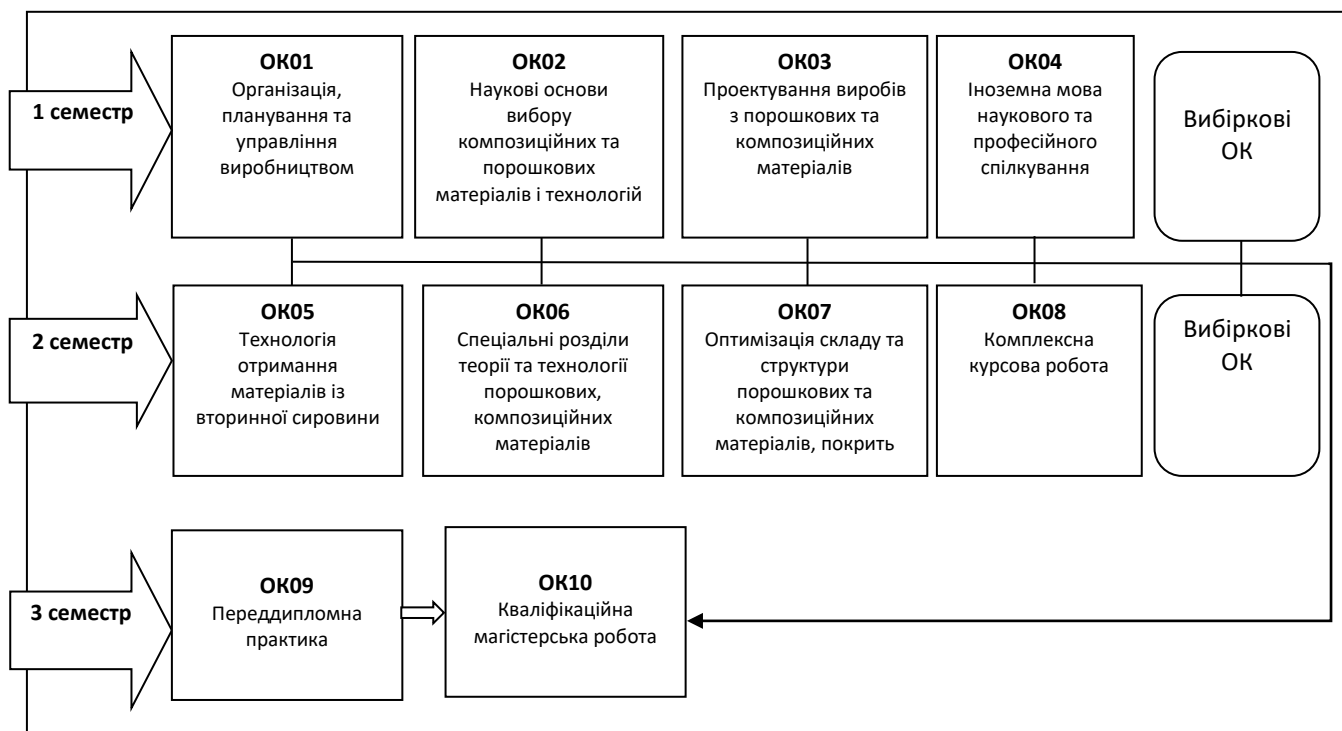 1 семестр
ОК01
Організація,
планування та
управління
виробництвом
ОК02
Наукові основи
вибору
композиційних та
порошкових
матеріалів і технологій
ОК03
Проектування виробів
з порошкових та
композиційних
матеріалів
ОК04
Іноземна мова
наукового та
професійного
спілкування
Вибіркові
ОК
2 семестр
ОК05
Технологія
отримання
матеріалів із
вторинної сировини
ОК06
Спеціальні розділи
теорії та технології
порошкових,
композиційних
матеріалів
ОК07
Оптимізація складу та
структури
порошкових та
композиційних
матеріалів, покрить
ОК08
Комплексна
курсова робота
Вибіркові
ОК
3 семестр
ОК09
Переддипломна
практика
ОК10
Кваліфікаційна
магістерська робота